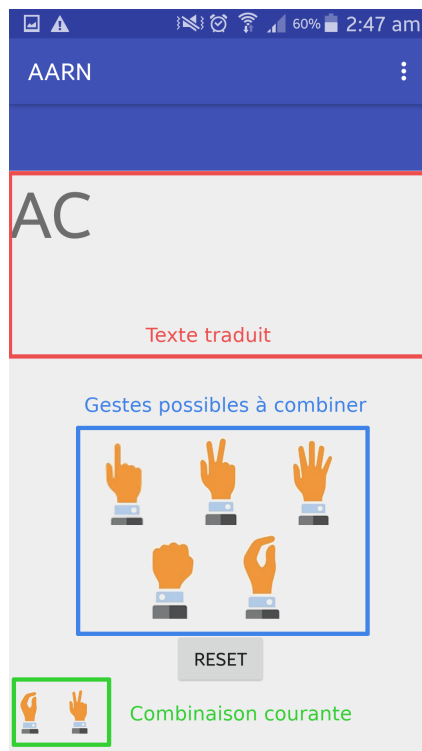 60% 2:47 am
AARN
AC
Texte traduit
Gestes possibles à combiner
RESET
Combinaison courante